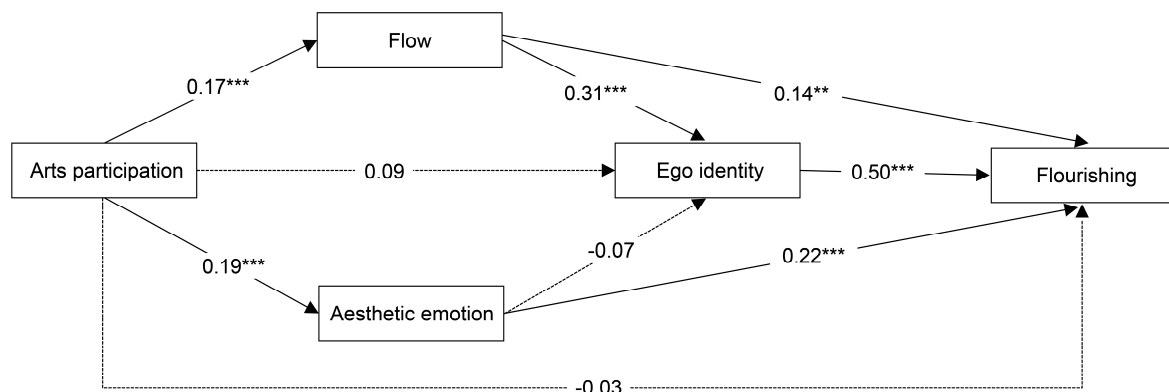 Flow
0.17***
0.31***
0.14**
Arts participation
0.09
Ego identity
0.50***
Flourishing
-0.07
0.19***
0.22***
Aesthetic emotion
-0.03